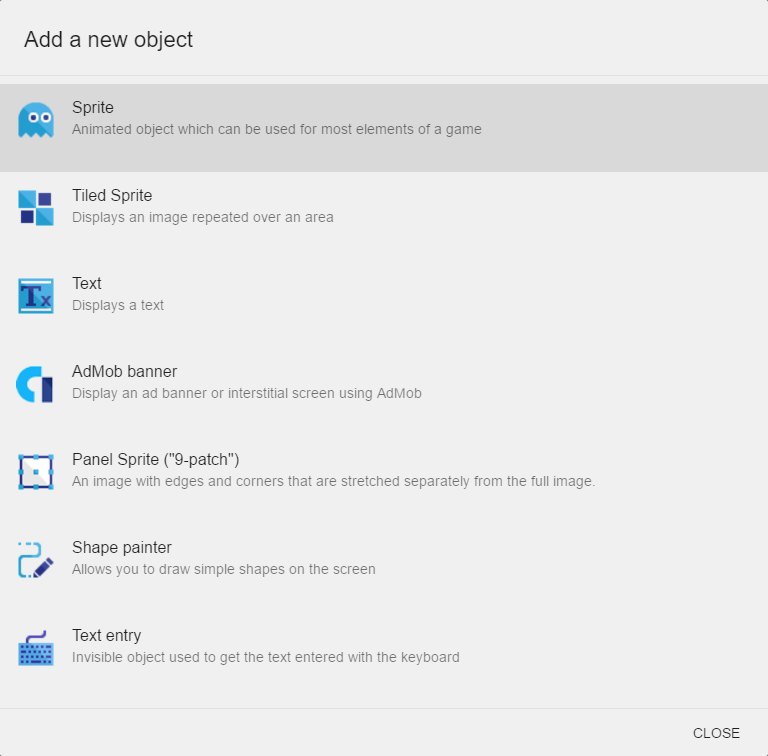 Add a new object
Sprite
Animated object which can be used for most elements of a game
Tiled Sprite
Displays an image repeated over an area
Tx
Text
Displays a text
AdMob banner
Display an ad banner or interstitial screen using AdMob
Panel Sprite ("9-patch")
An image with edges and corners that are stretched separately from the full image.
Shape painter
Allows you to draw simple shapes on the screen
Text entry
Invisible object used to get the text entered with the keyboard
CLOSE